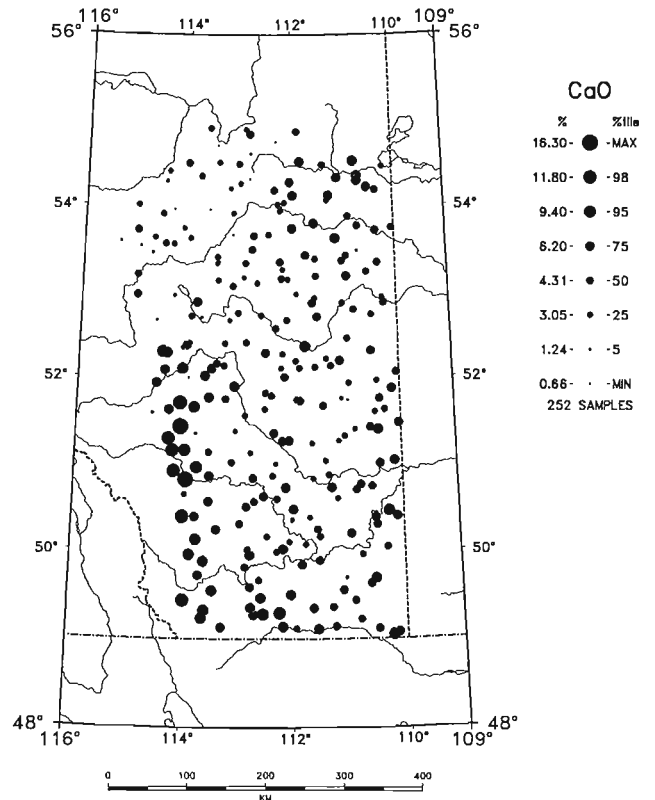 116° 114° 112° 110° 109°
56° 56°
CaO
% %ile
16.30- -MAX
11.80- -98
54° 9.40- -95 54°
6.20- -75
4.31- -50
3.05- -25
1.24- -5
52° 0.66- -MIN 52°
252 SAMPLES
50° 50°
48° 48°
116° 114° 112° 110° 109°
0 100 200 300 400
KM